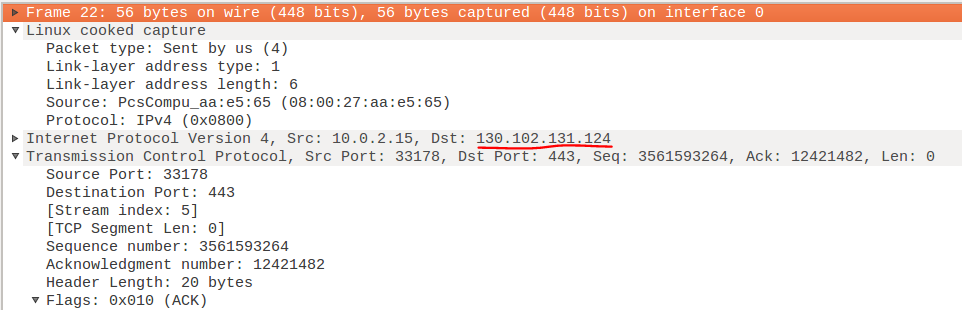 Frame 22: 56 bytes on wire (448 bits), 56 bytes captured (448 bits) on interface 0
Linux cooked capture
Packet type: Sent by us (4)
Link-layer address type: 1
Link-layer address length: 6
Source: PcsCompu_aa:e5:65 (08:00:27:aa:e5:65)
Protocol: IPv4 (0x0800)
Internet Protocol Version 4, Src: 10.0.2.15, Dst: 130.102.131.124
Transmission Control Protocol, Src Port: 33178, Dst Port: 443, Seq: 3561593264, Ack: 12421482, Len: 0
Source Port: 33178
Destination Port: 443
[Stream index: 5]
[TCP Segment Len: 0]
Sequence number: 3561593264
Acknowledgment number: 12421482
Header Length: 20 bytes
Flags: 0x010 (ACK)